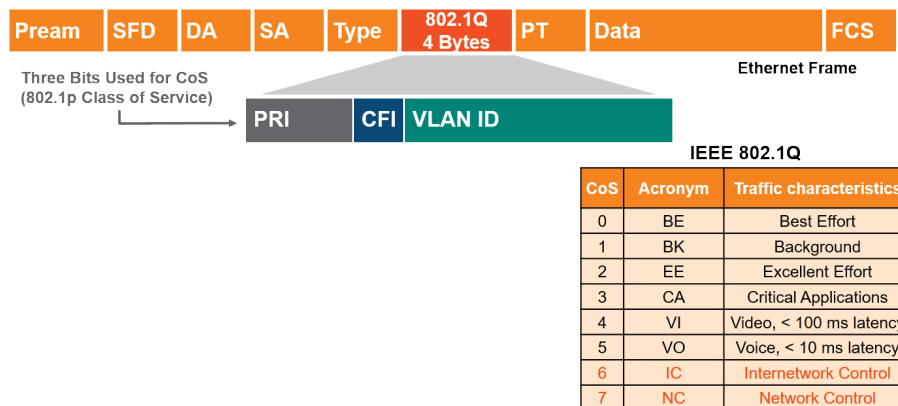 Pream SFD DA SA Type 802.1Q 4 Bytes PT Data FCS
Three Bits Used for CoS
(802.1p Class of Service)
Ethernet Frame
PRI CFI VLAN ID
IEEE 802.1Q
CoS Acronym Traffic characteristics
0 BE Best Effort
1 BK Background
2 EE Excellent Effort
3 CA Critical Applications
4 VI Video, < 100 ms latency
5 VO Voice, < 10 ms latency
6 IC Internetwork Control
7 NC Network Control